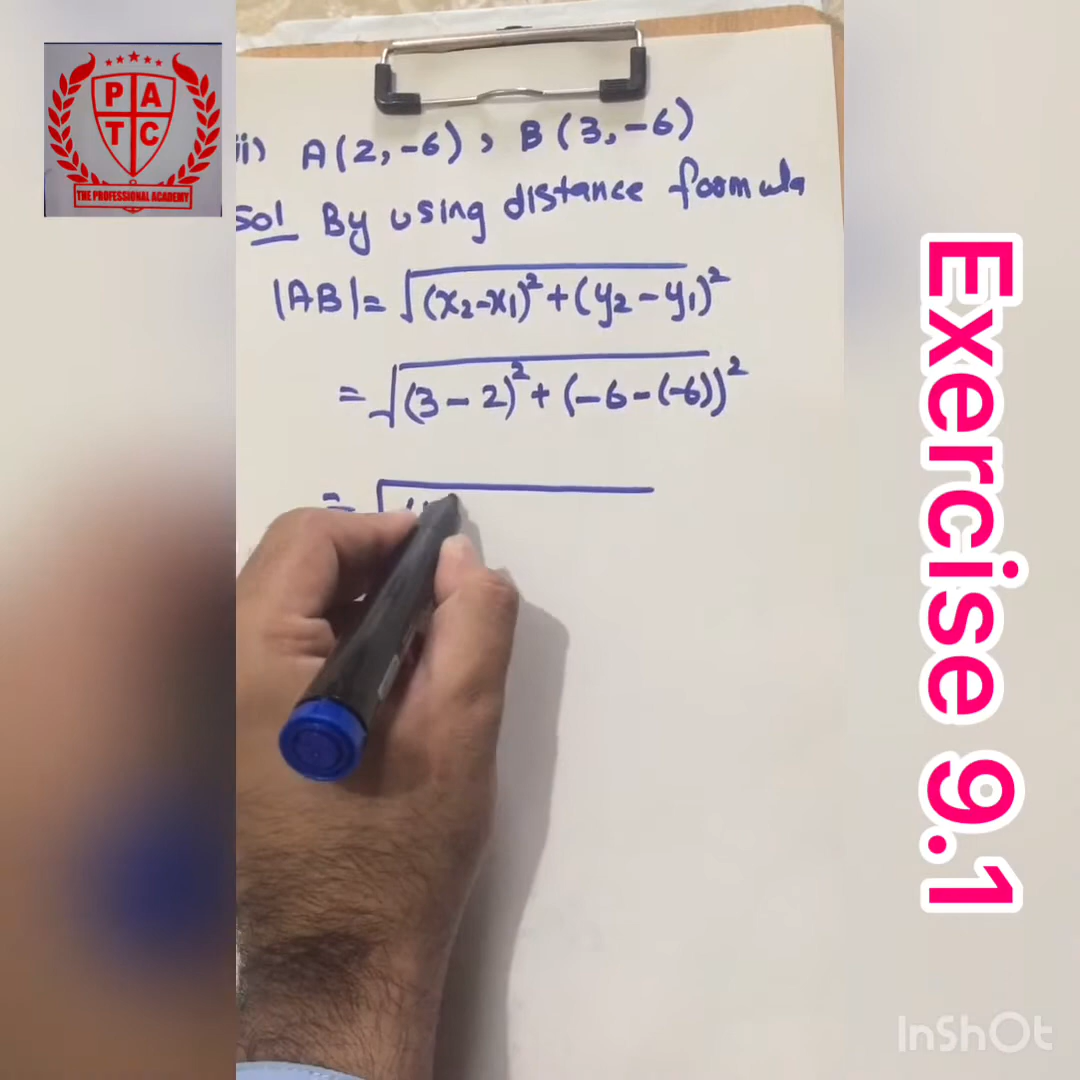 P A
T C
THE PROFESSIONAL ACADEMY
ii) A(2,-6) , B(3,-6)
Sol By using distance formula
|AB|= √(x₂-x₁)²+(y₂-y₁)²
= √(3-2)²+(-6-(-6))²
= √(1
Exercise 9.1
InShOt